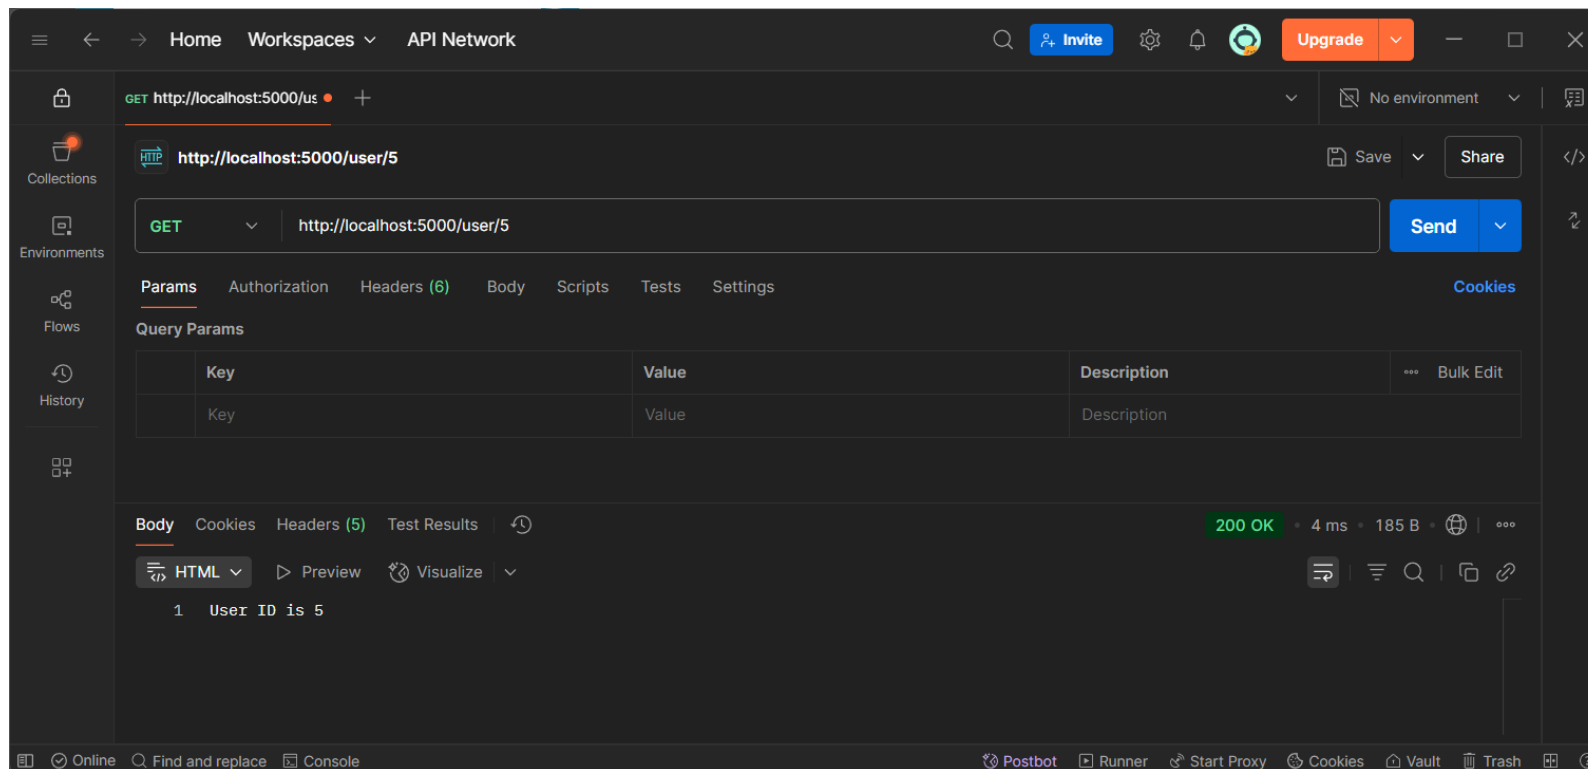 Home Workspaces API Network Invite Upgrade
GET http://localhost:5000/us No environment
HTTP http://localhost:5000/user/5 Save Share
Collections
GET http://localhost:5000/user/5 Send
Environments
Params Authorization Headers (6) Body Scripts Tests Settings Cookies
Flows
Query Params
Key Value Description Bulk Edit
History
Key Value Description
Body Cookies Headers (5) Test Results 200 OK • 4 ms • 185 B
HTML Preview Visualize
1 User ID is 5
Online Find and replace Console Postbot Runner Start Proxy Cookies Vault Trash